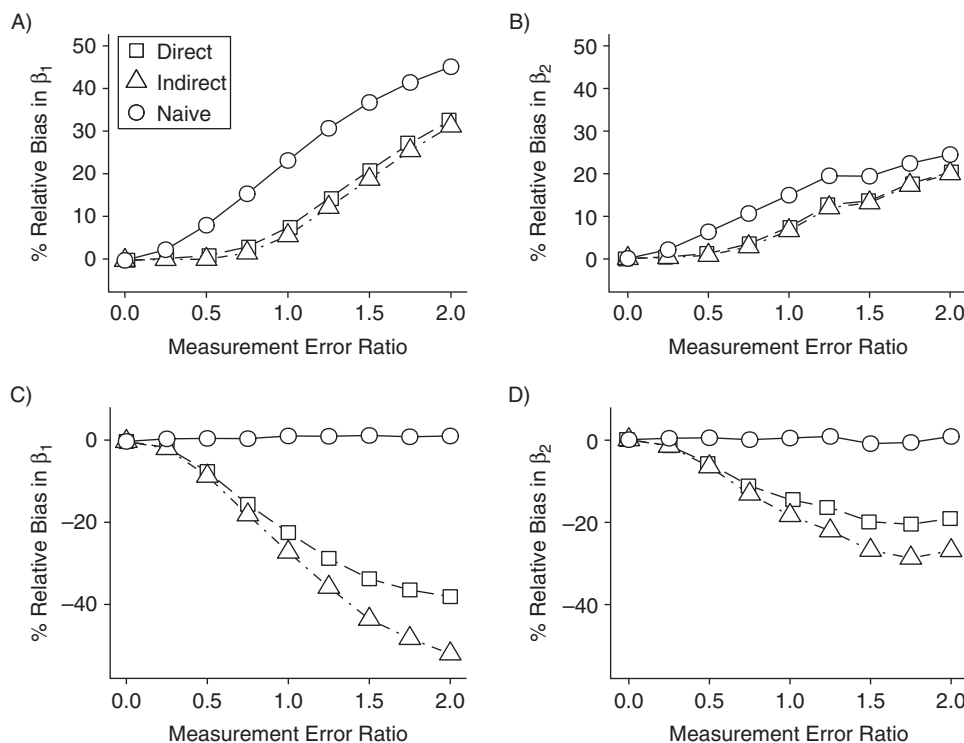 A)
% Relative Bias in β1
50
40
30
20
10
0
Direct
Indirect
Naive
0.0 0.5 1.0 1.5 2.0
Measurement Error Ratio
B)
% Relative Bias in β2
50
40
30
20
10
0
0.0 0.5 1.0 1.5 2.0
Measurement Error Ratio
C)
% Relative Bias in β1
0
−20
−40
0.0 0.5 1.0 1.5 2.0
Measurement Error Ratio
D)
% Relative Bias in β2
0
−20
−40
0.0 0.5 1.0 1.5 2.0
Measurement Error Ratio